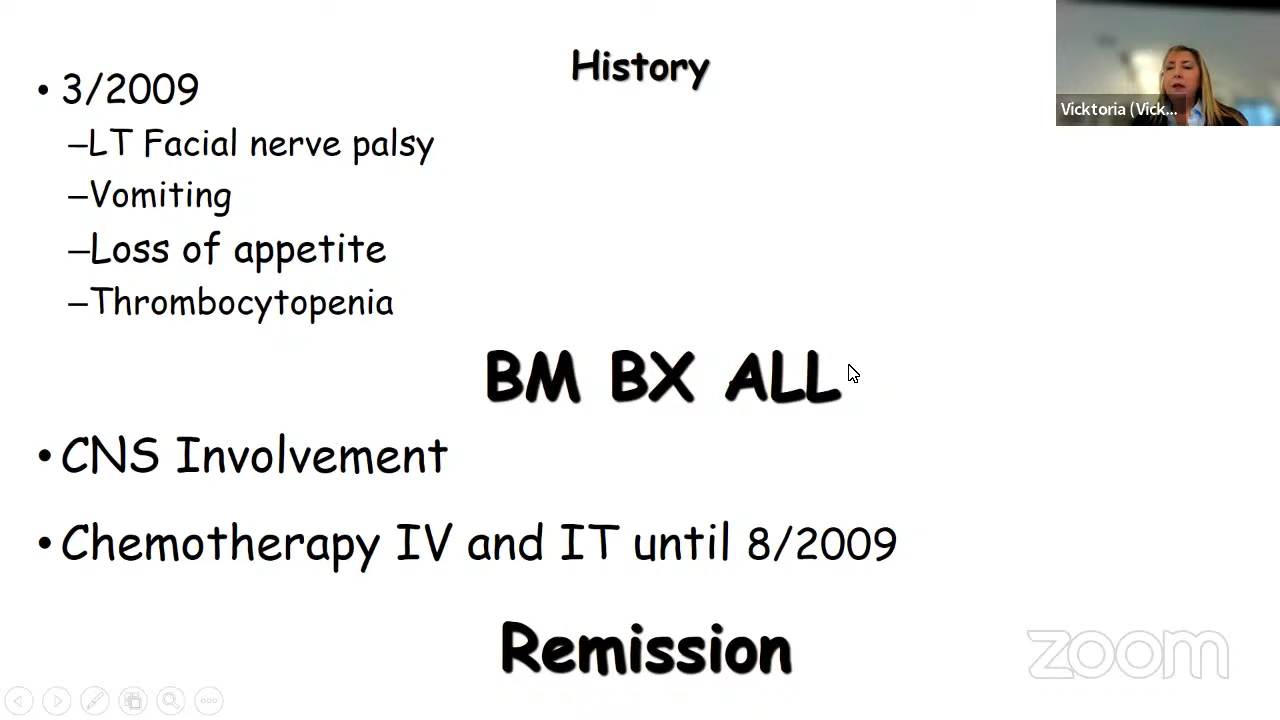 History
• 3/2009
–LT Facial nerve palsy
–Vomiting
–Loss of appetite
–Thrombocytopenia
BM BX ALL
• CNS Involvement
• Chemotherapy IV and IT until 8/2009
Remission
Vicktoria (Vick...
zoom